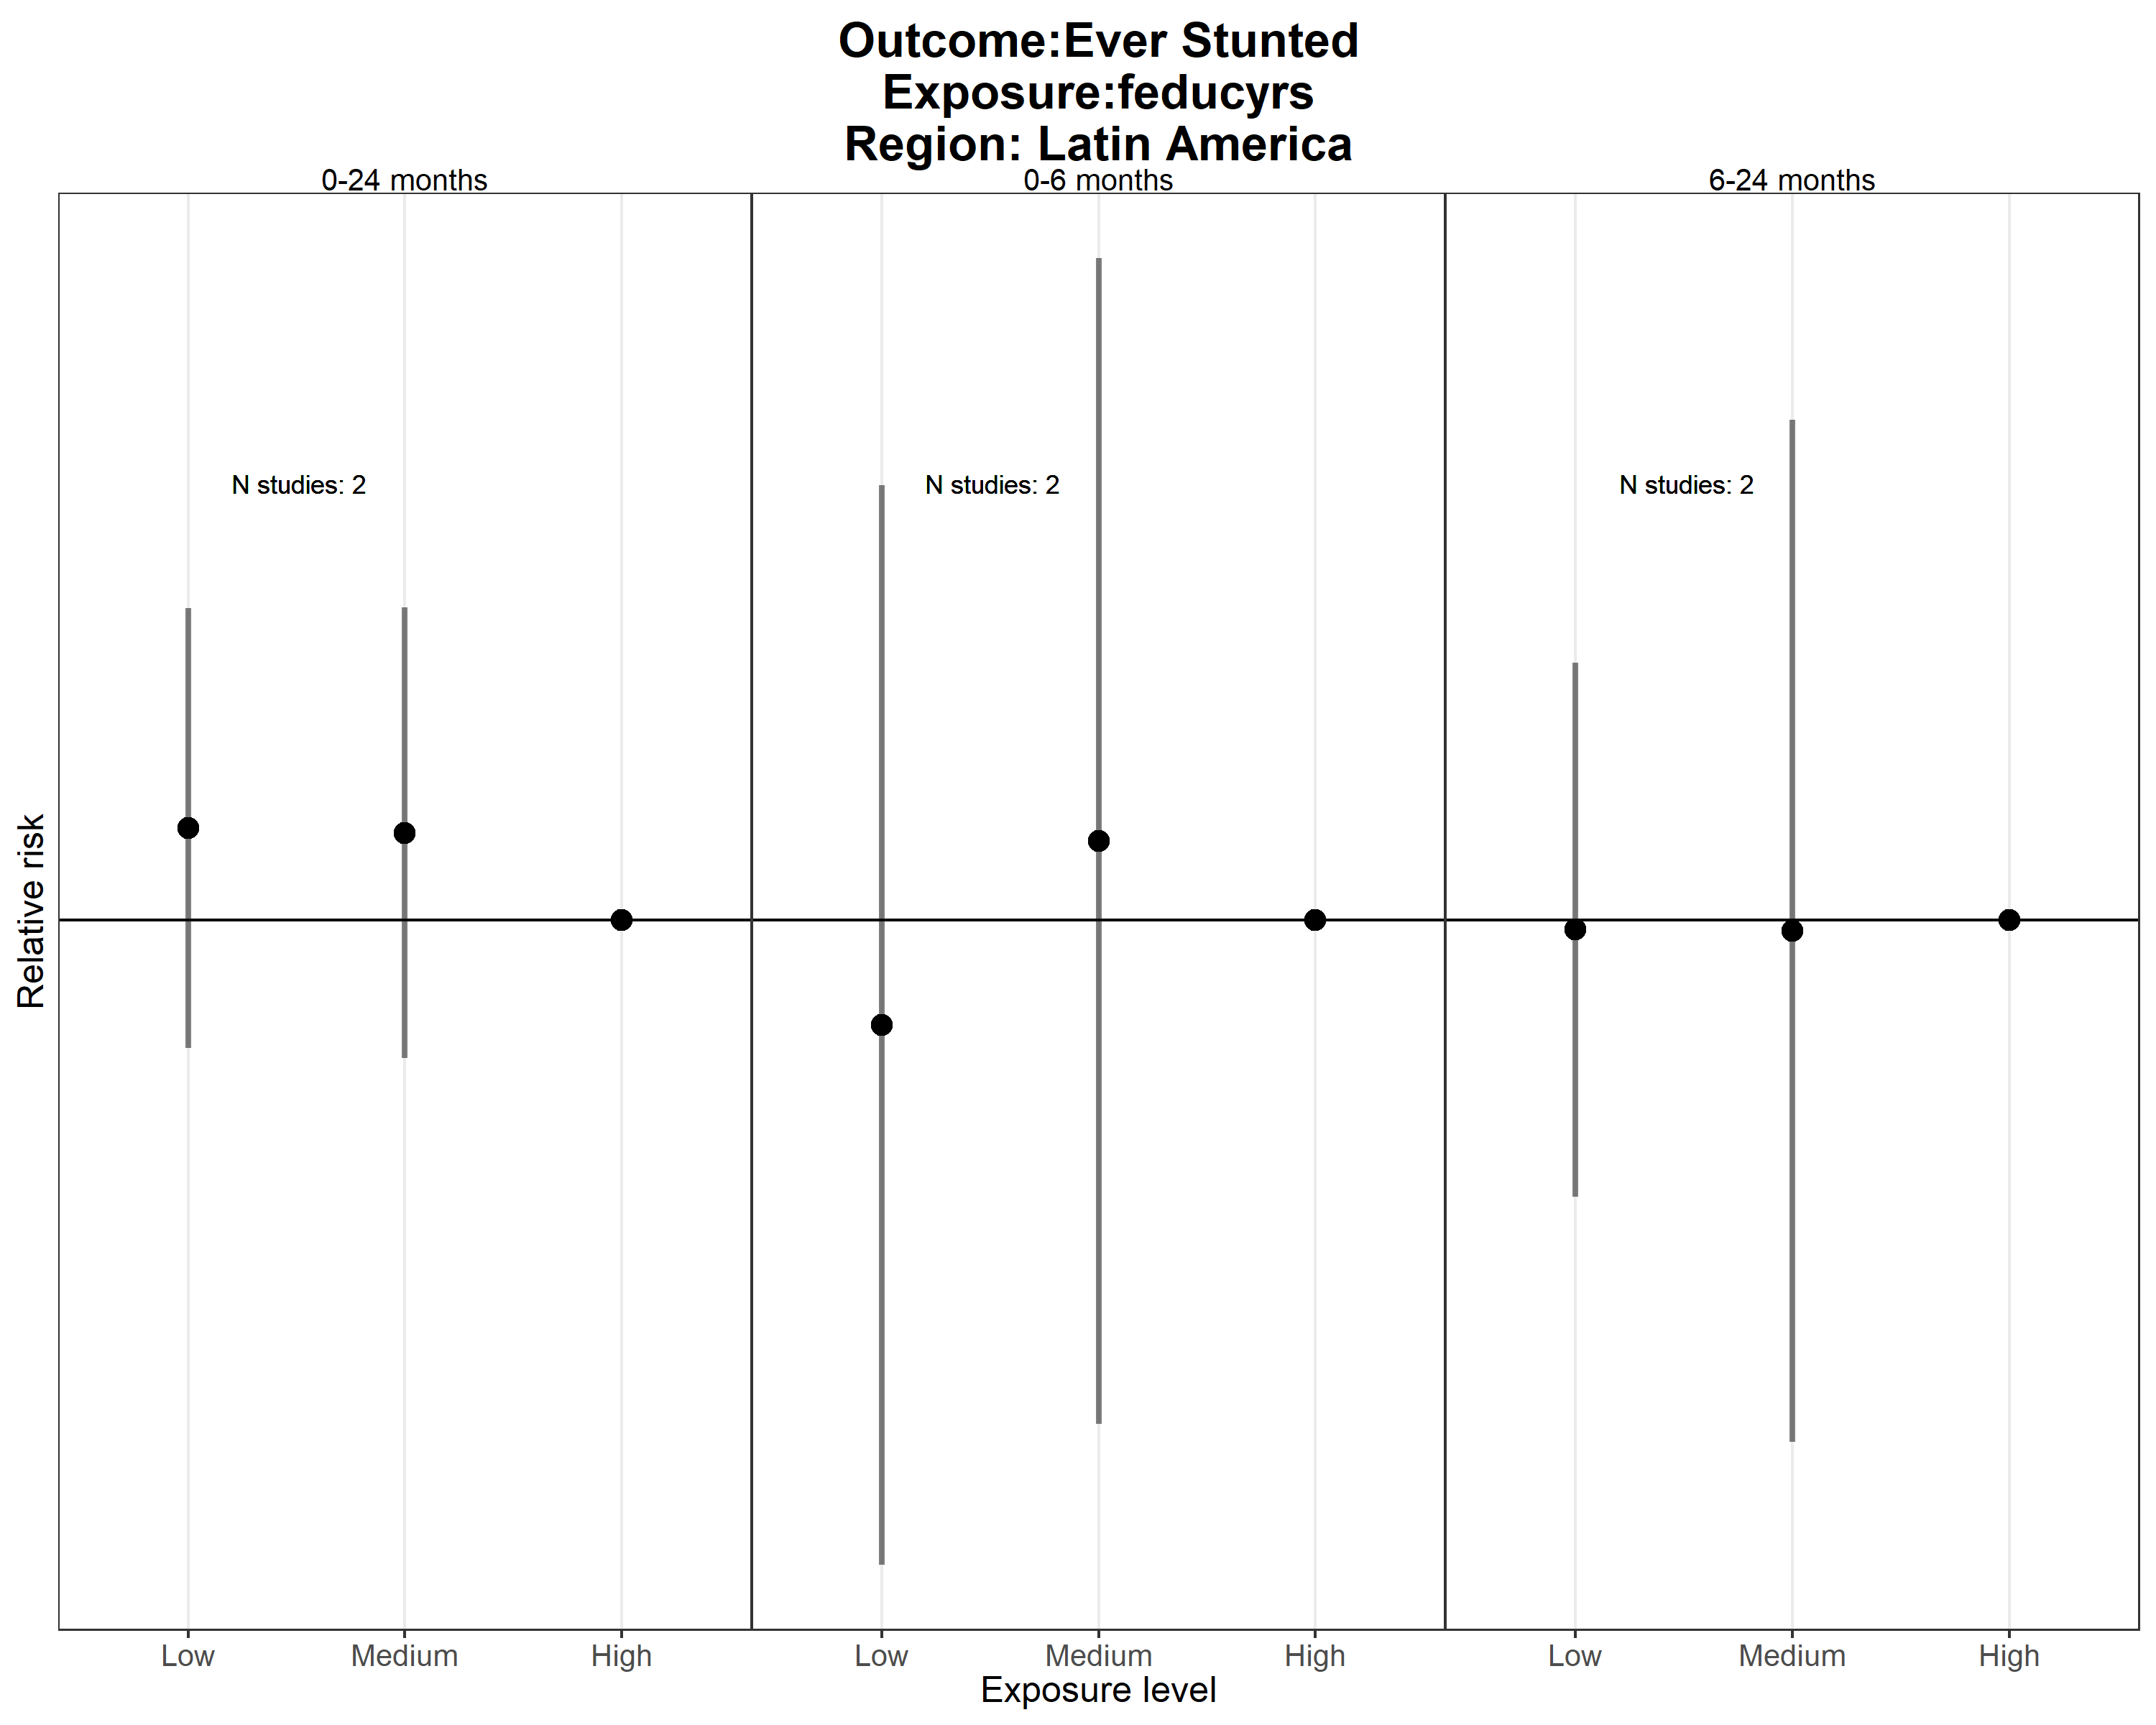 Outcome:Ever Stunted
Exposure:feducyrs
Region: Latin America
0-24 months
0-6 months
6-24 months
N studies: 2
N studies: 2
N studies: 2
Relative risk
Low
Medium
High
Low
Medium
High
Low
Medium
High
Exposure level